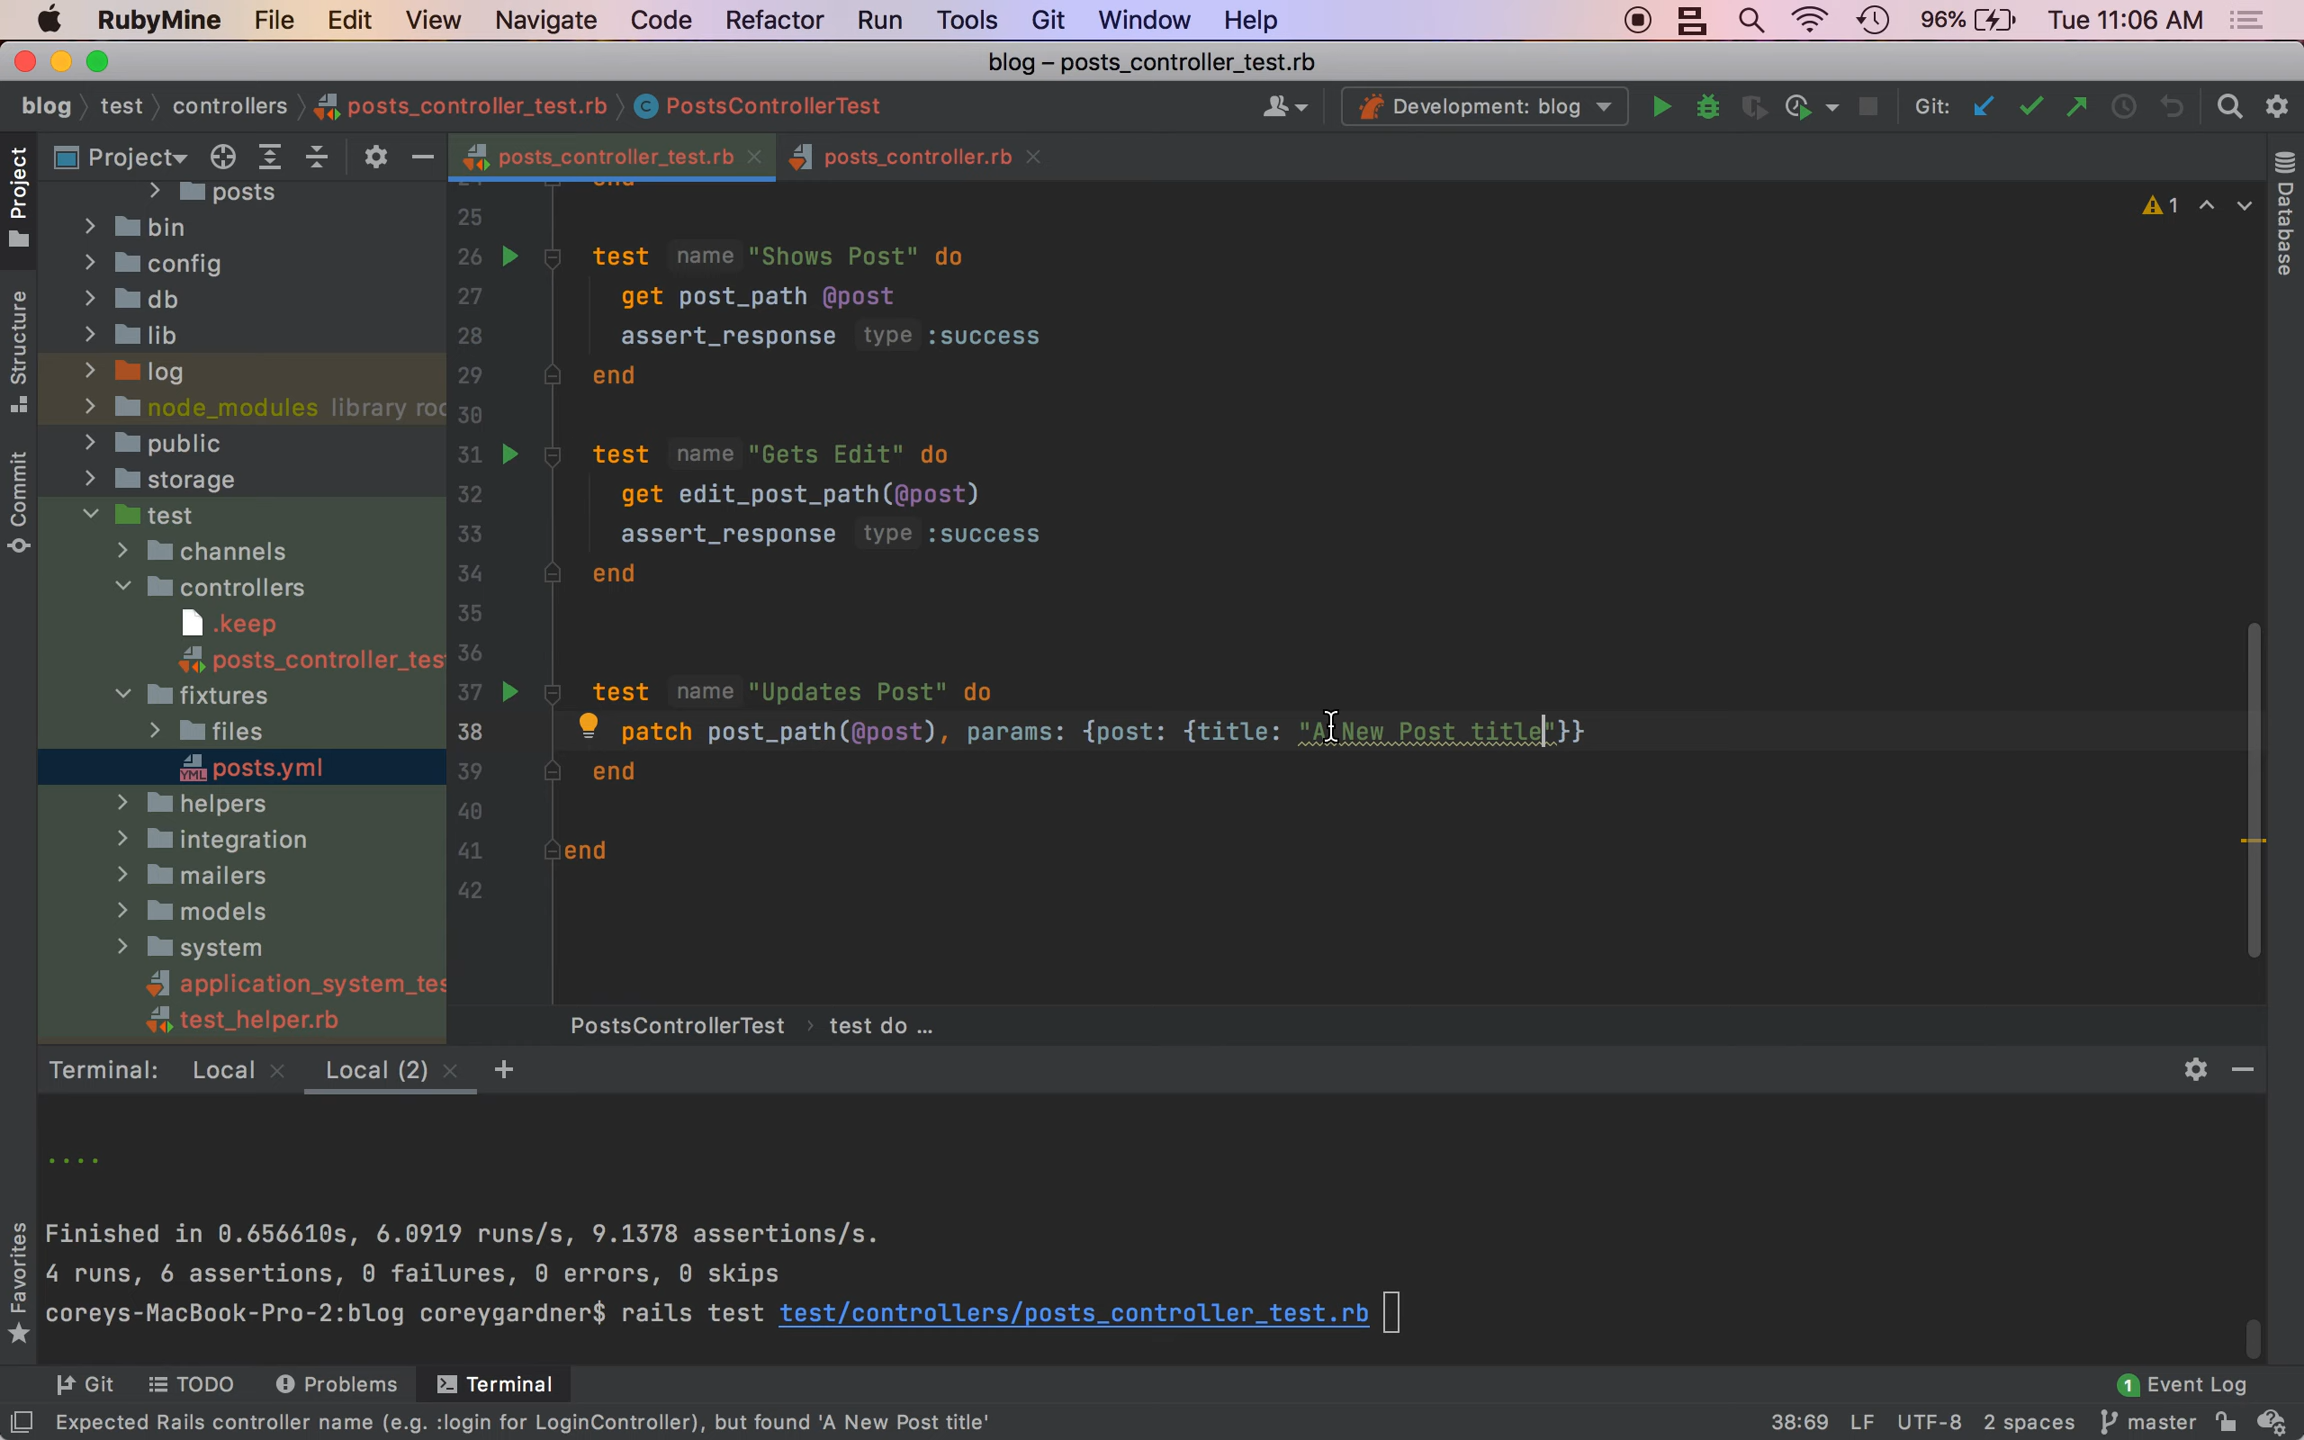 RubyMine File Edit View Navigate Code Refactor Run Tools Git Window Help 96% Tue 11:06 AM
blog – posts_controller_test.rb
blog test controllers posts_controller_test.rb C PostsControllerTest Development: blog Git:
Project posts_controller_test.rb posts_controller.rb
posts
bin
config
db
lib
log
node_modules library roo
public
storage
test
channels
controllers
.keep
posts_controller_tes
fixtures
files
YML posts.yml
helpers
integration
mailers
models
system
application_system_tes
test_helper.rb
Project
Structure
Commit
Favorites
Database
1
25
26 test name "Shows Post" do
27 get post_path @post
28 assert_response type :success
29 end
30
31 test name "Gets Edit" do
32 get edit_post_path(@post)
33 assert_response type :success
34 end
35
36
37 test name "Updates Post" do
38 patch post_path(@post), params: {post: {title: "A New Post title"}}
39 end
40
41 end
42
PostsControllerTest test do ...
Terminal: Local Local (2) +
....
Finished in 0.656610s, 6.0919 runs/s, 9.1378 assertions/s.
4 runs, 6 assertions, 0 failures, 0 errors, 0 skips
coreys-MacBook-Pro-2:blog coreygardner$ rails test test/controllers/posts_controller_test.rb
Git TODO Problems Terminal 1 Event Log
Expected Rails controller name (e.g. :login for LoginController), but found 'A New Post title' 38:69 LF UTF-8 2 spaces master